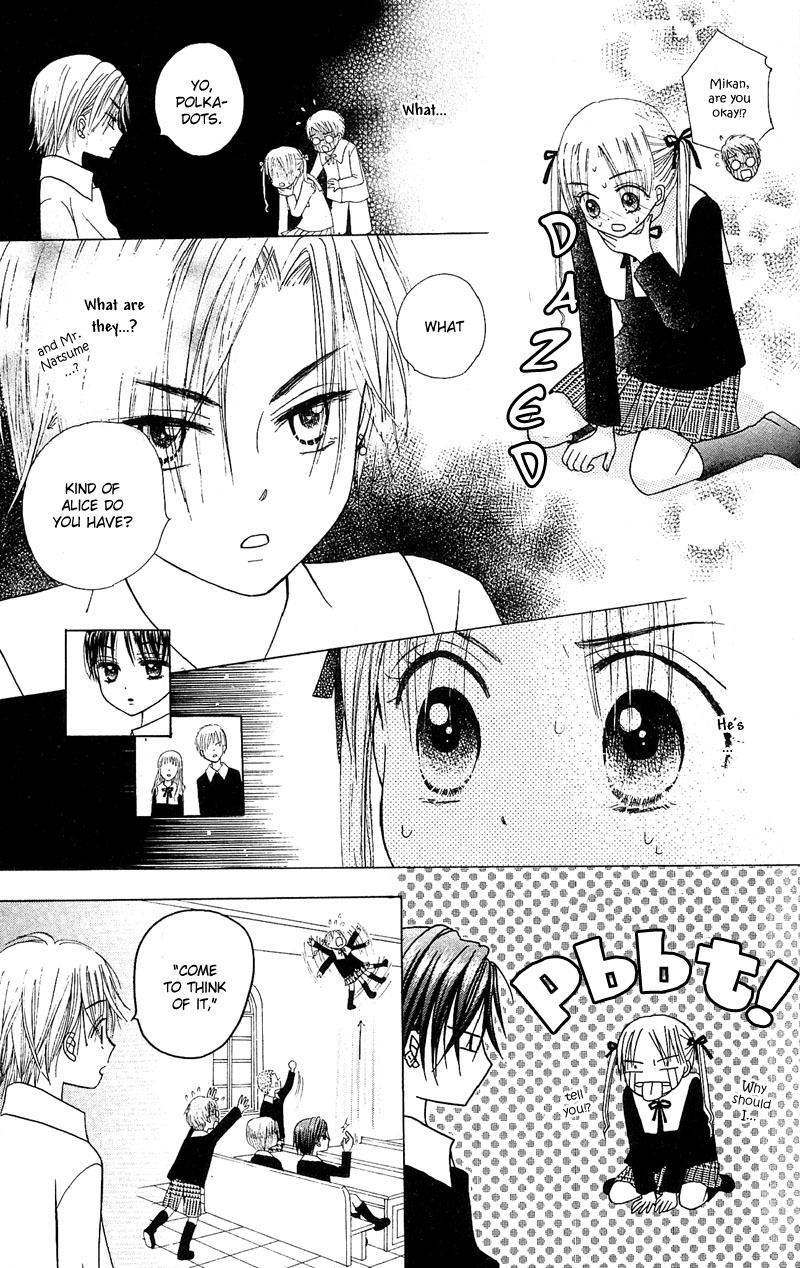 Mikan,
are you
okay!?
DAZED
What...
YO,
POLKA-
DOTS.
WHAT
What are
they...?
and Mr.
Natsume
...?
KIND OF
ALICE DO
YOU HAVE?
He's
...
Pbbt!
Why
should
I...
tell
you!?
"COME
TO THINK
OF IT,"